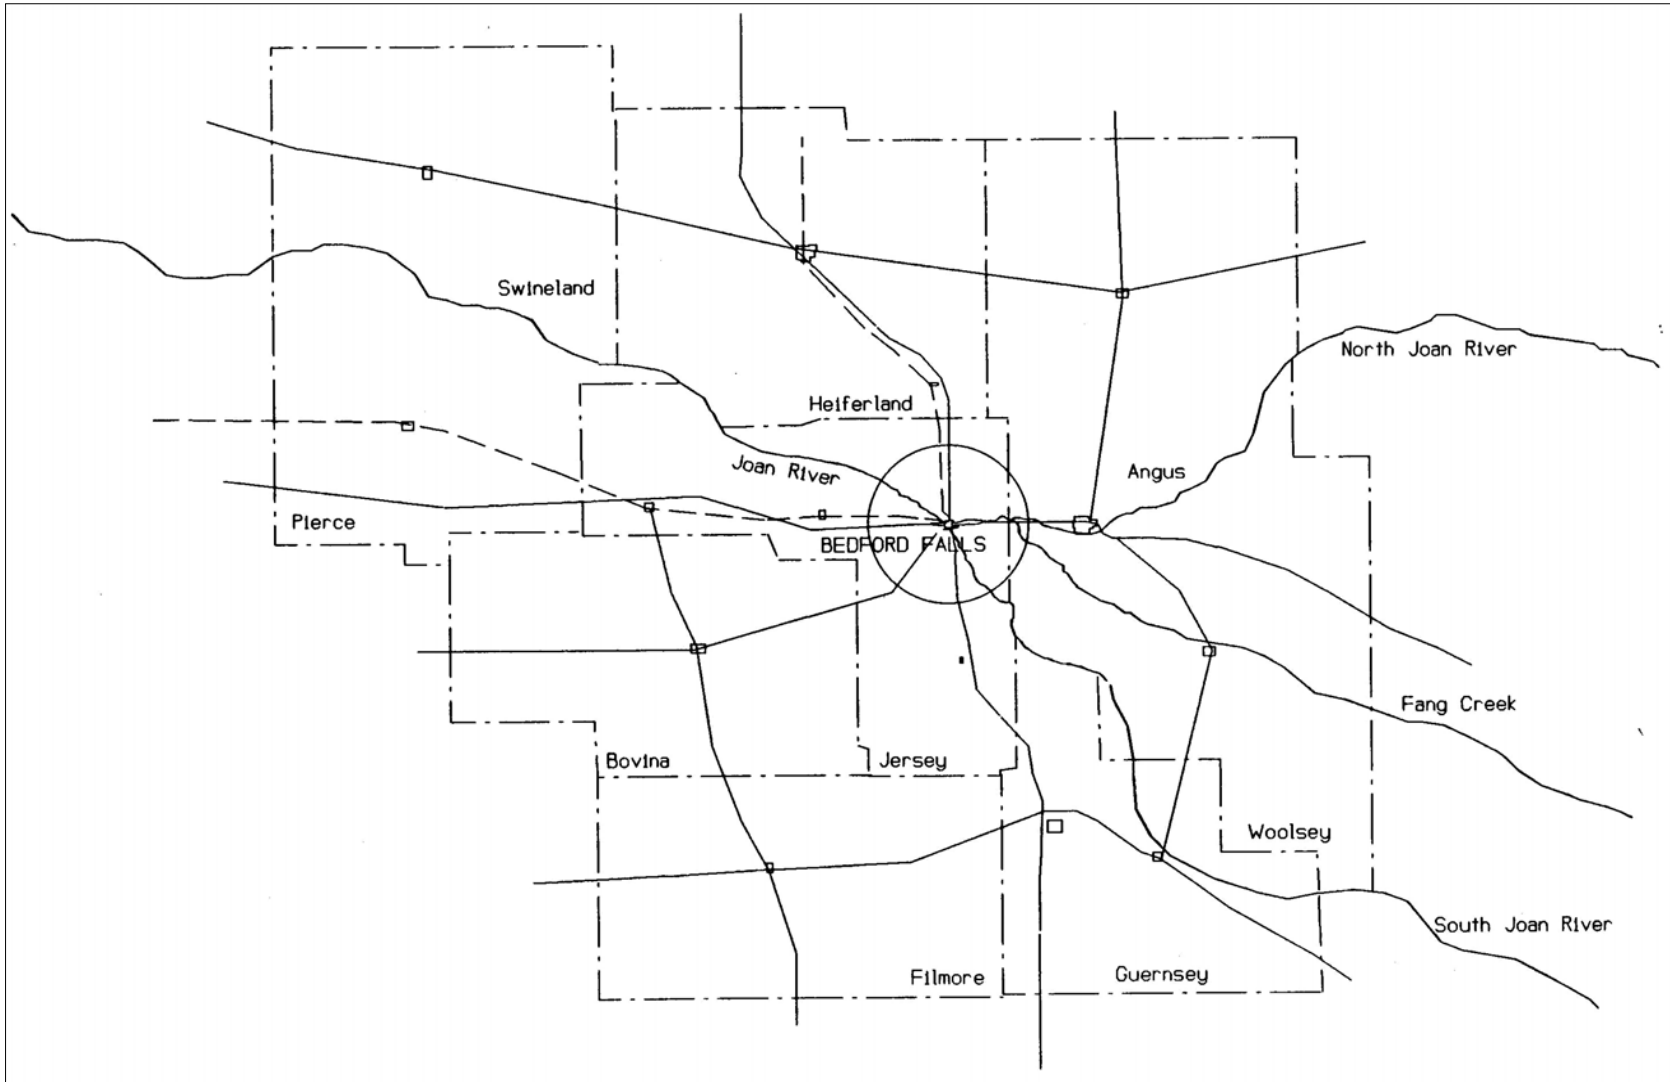 Swineland
North Joan River
Heiferland
Joan River
Angus
Pierce
BEDFORD FALLS
Fang Creek
Bovina
Jersey
Woolsey
South Joan River
Filmore
Guernsey